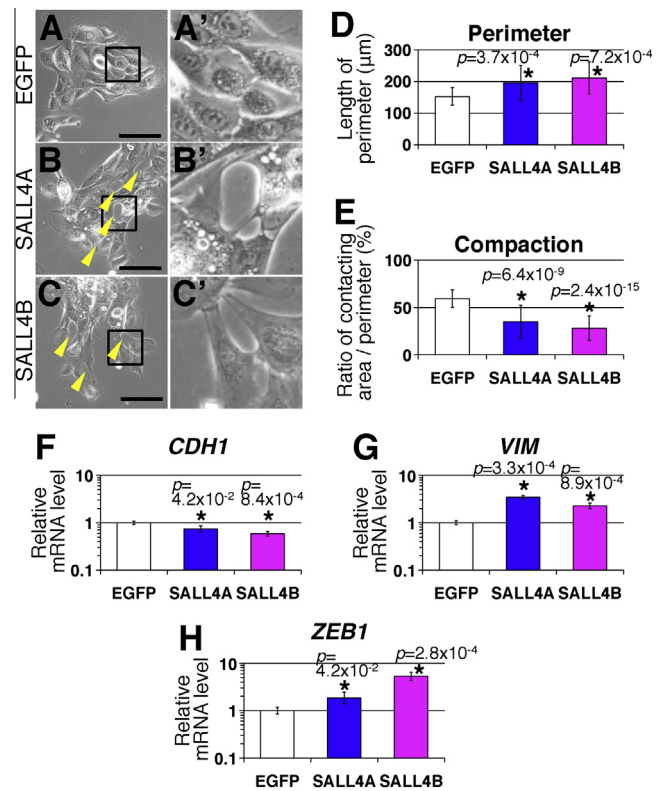 A
A'
EGFP
B
B'
SALL4A
C
C'
SALL4B
D
Perimeter
Length of
perimeter (μm)
300
200
100
0
p=3.7x10-4
p=7.2x10-4
*
*
EGFP SALL4A SALL4B
E
Compaction
Ratio of contacting
area / perimeter (%)
100
50
0
p=6.4x10-9
p=2.4x10-15
*
*
EGFP SALL4A SALL4B
F
CDH1
Relative
mRNA level
10
1
0.1
p=
4.2x10-2
p=
8.4x10-4
*
*
EGFP SALL4A SALL4B
G
VIM
Relative
mRNA level
10
1
0.1
p=3.3x10-4
p=
8.9x10-4
*
*
EGFP SALL4A SALL4B
H
ZEB1
Relative
mRNA level
10
1
0.1
p=
4.2x10-2
p=2.8x10-4
*
*
EGFP SALL4A SALL4B